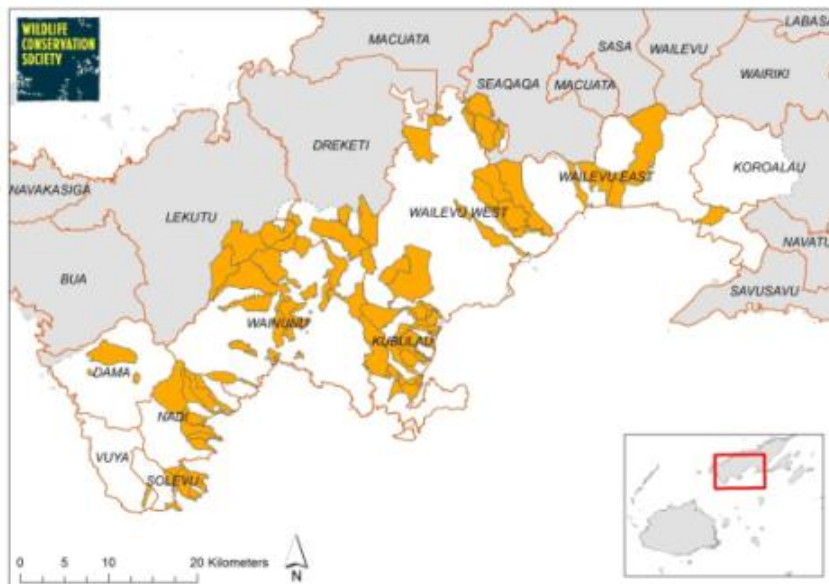 WILDLIFE
CONSERVATION
SOCIETY
MACUATA
SASA
LABASA
WAILEVU
SEAQAQA
MACUATA
WAIRIKI
DREKETI
KOROALAU
NAVAKASIGA
WAILEVU EAST
LEKUTU
WAILEVU WEST
NAVATU
BUA
SAVUSAVU
WAINUNU
KUBULAU
DAMA
NADI
VUYA
SOLEVU
0 5 10 20 Kilometers
N